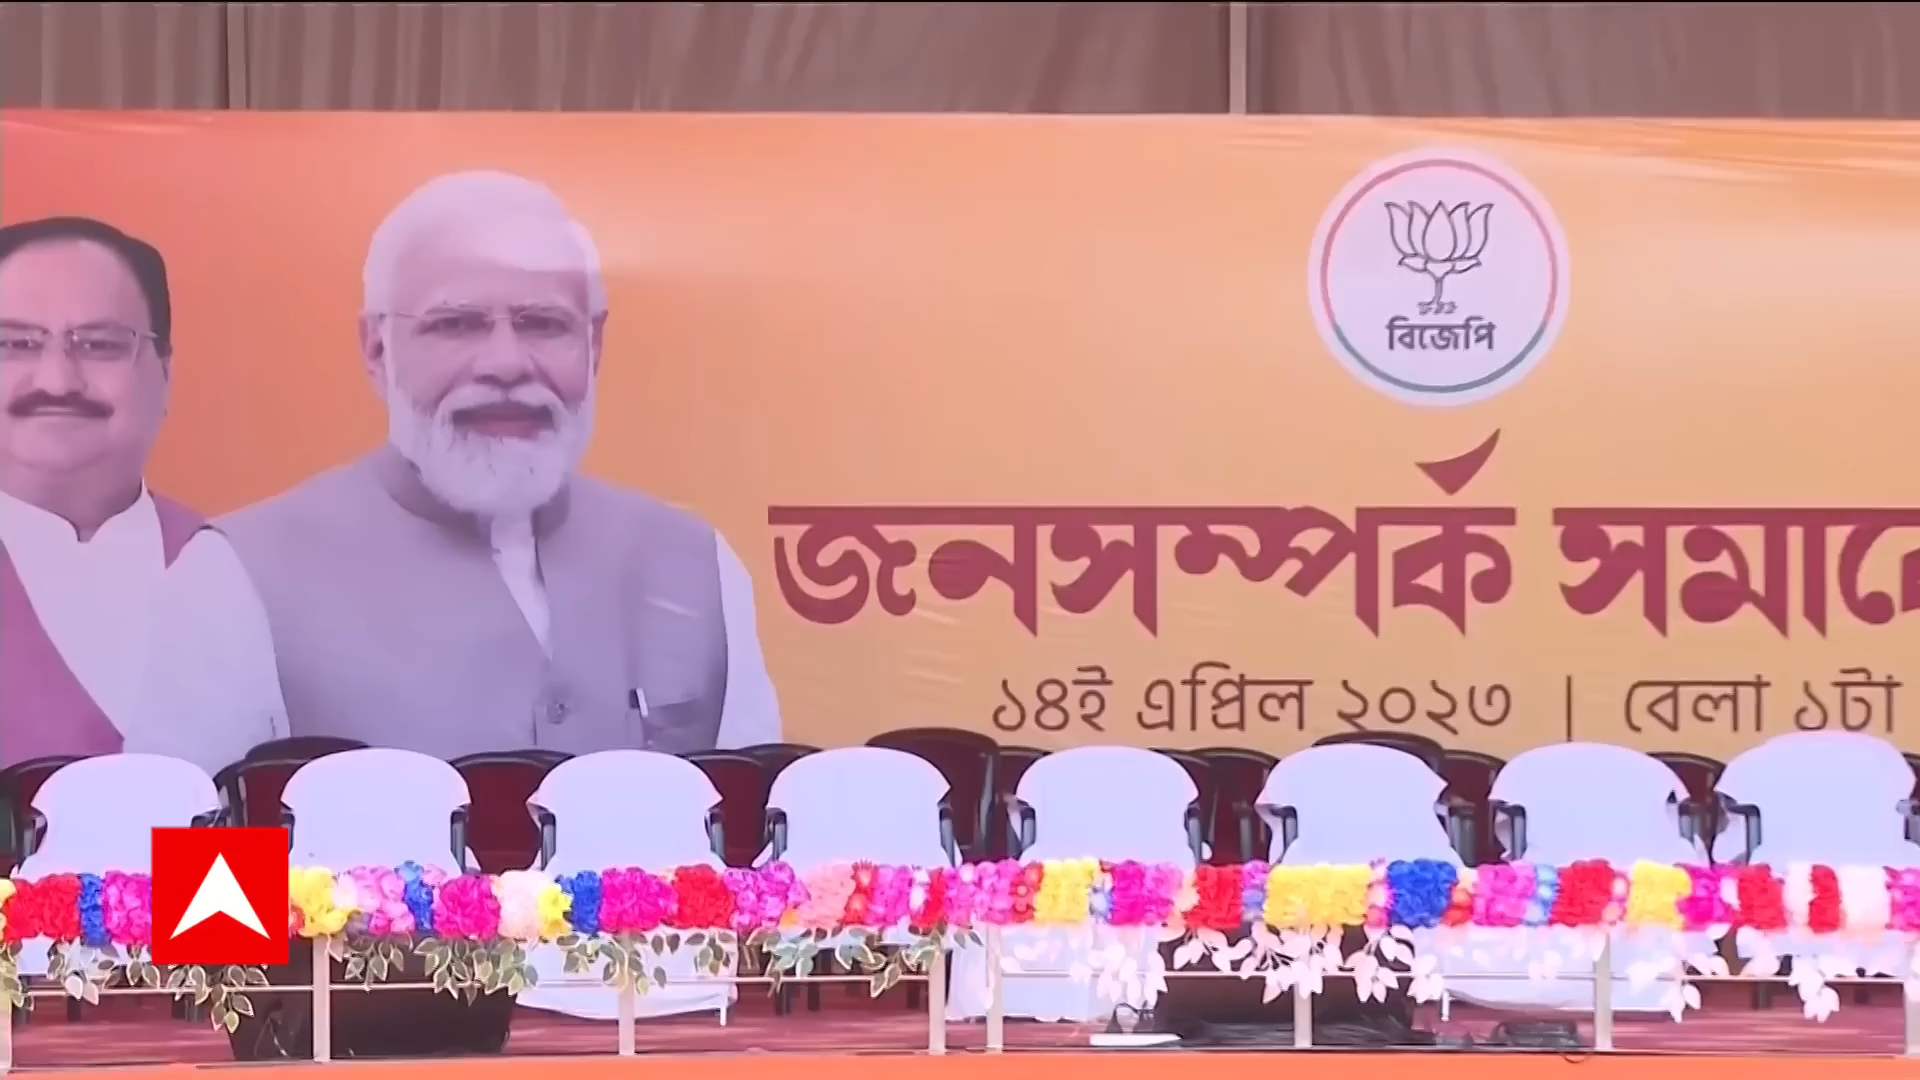 বিজেপি
জনসম্পর্ক
১৪ই এপ্রিল ২০২৩ | বেলা ১টা